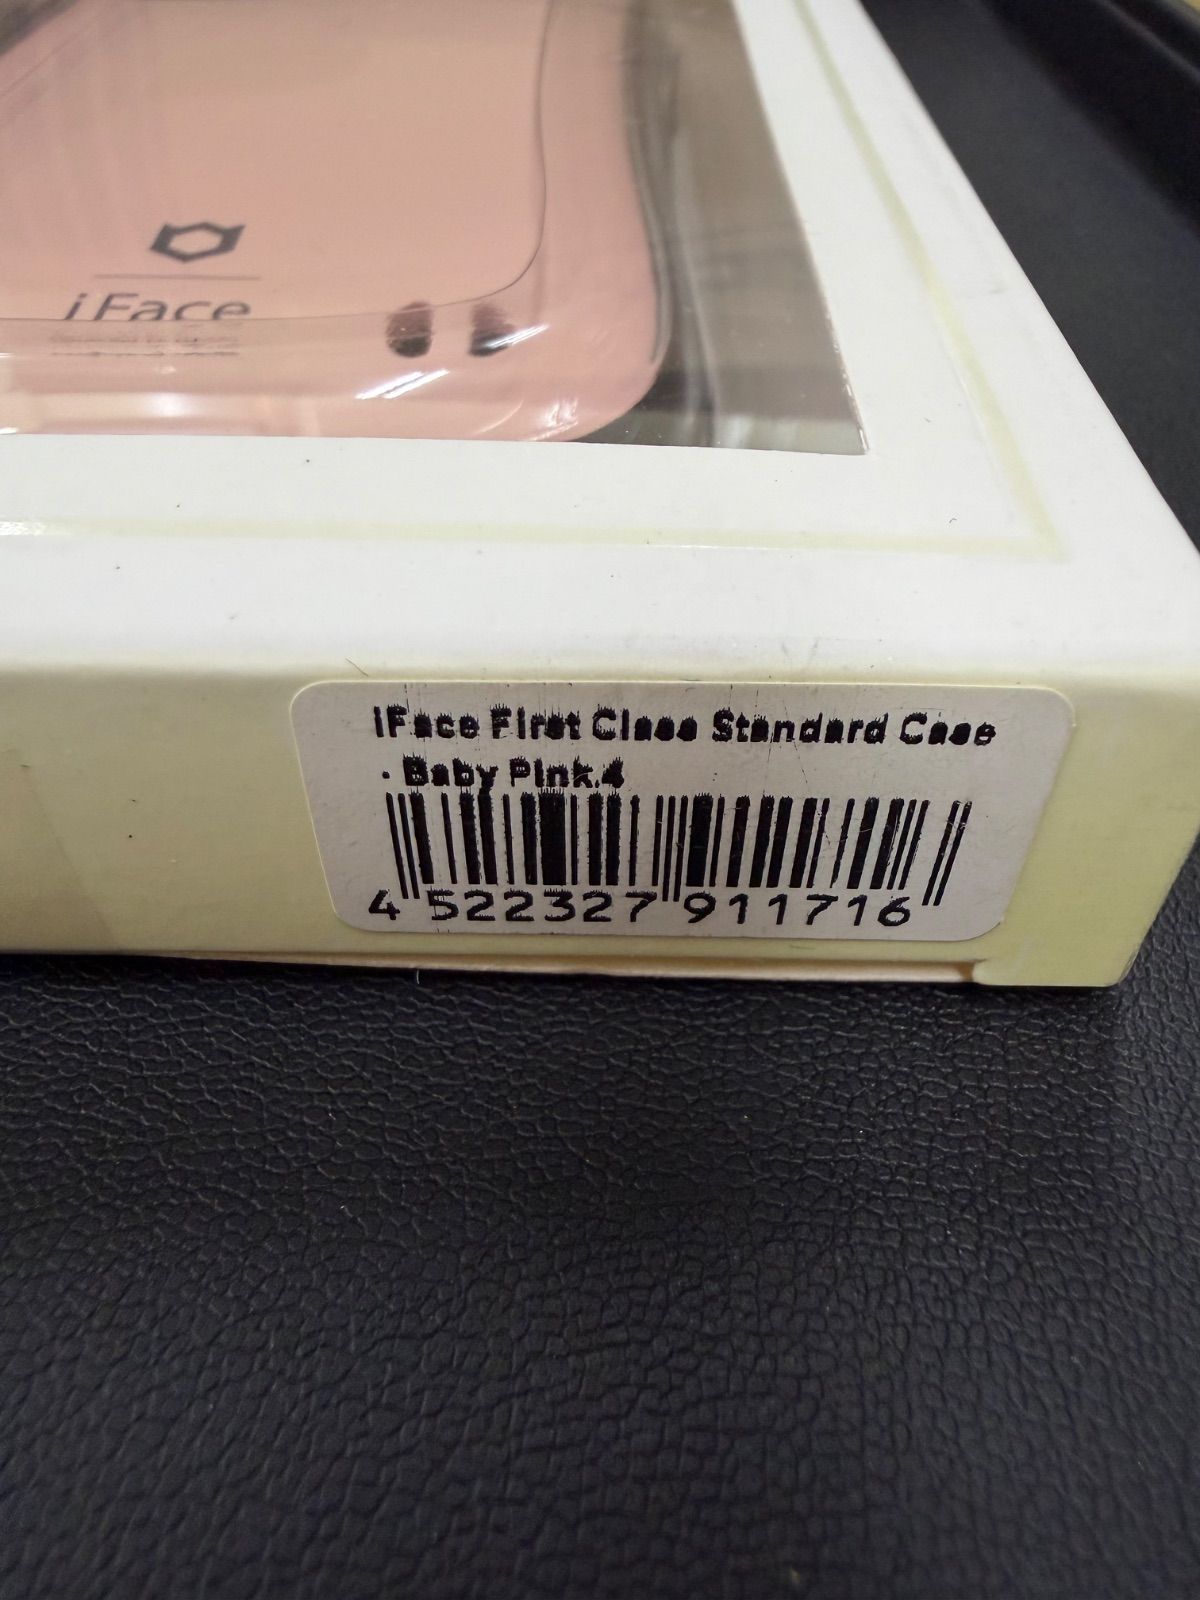 iFace
iFace First Class Standard Case
- Baby Pink.4
4 522327 911716